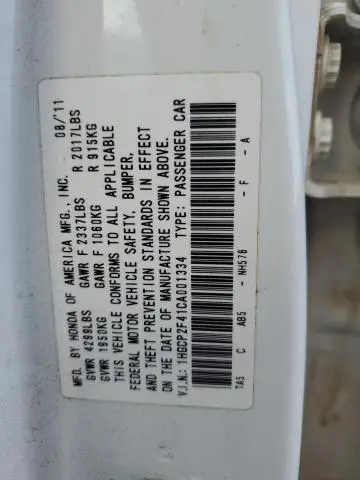 MFD. BY HONDA OF AMERICA MFG., INC. 08/'11
GVWR 4299LBS GAWR F 2337LBS R 2017LBS
GVWR 1950KG GAWR F 1060KG R 915KG
THIS VEHICLE CONFORMS TO ALL APPLICABLE
FEDERAL MOTOR VEHICLE SAFETY, BUMPER,
AND THEFT PREVENTION STANDARDS IN EFFECT
ON THE DATE OF MANUFACTURE SHOWN ABOVE.
V.I.N.: 1HGCP2F41CA001334 TYPE: PASSENGER CAR
TA5 C AB5 - NH578 - F - A